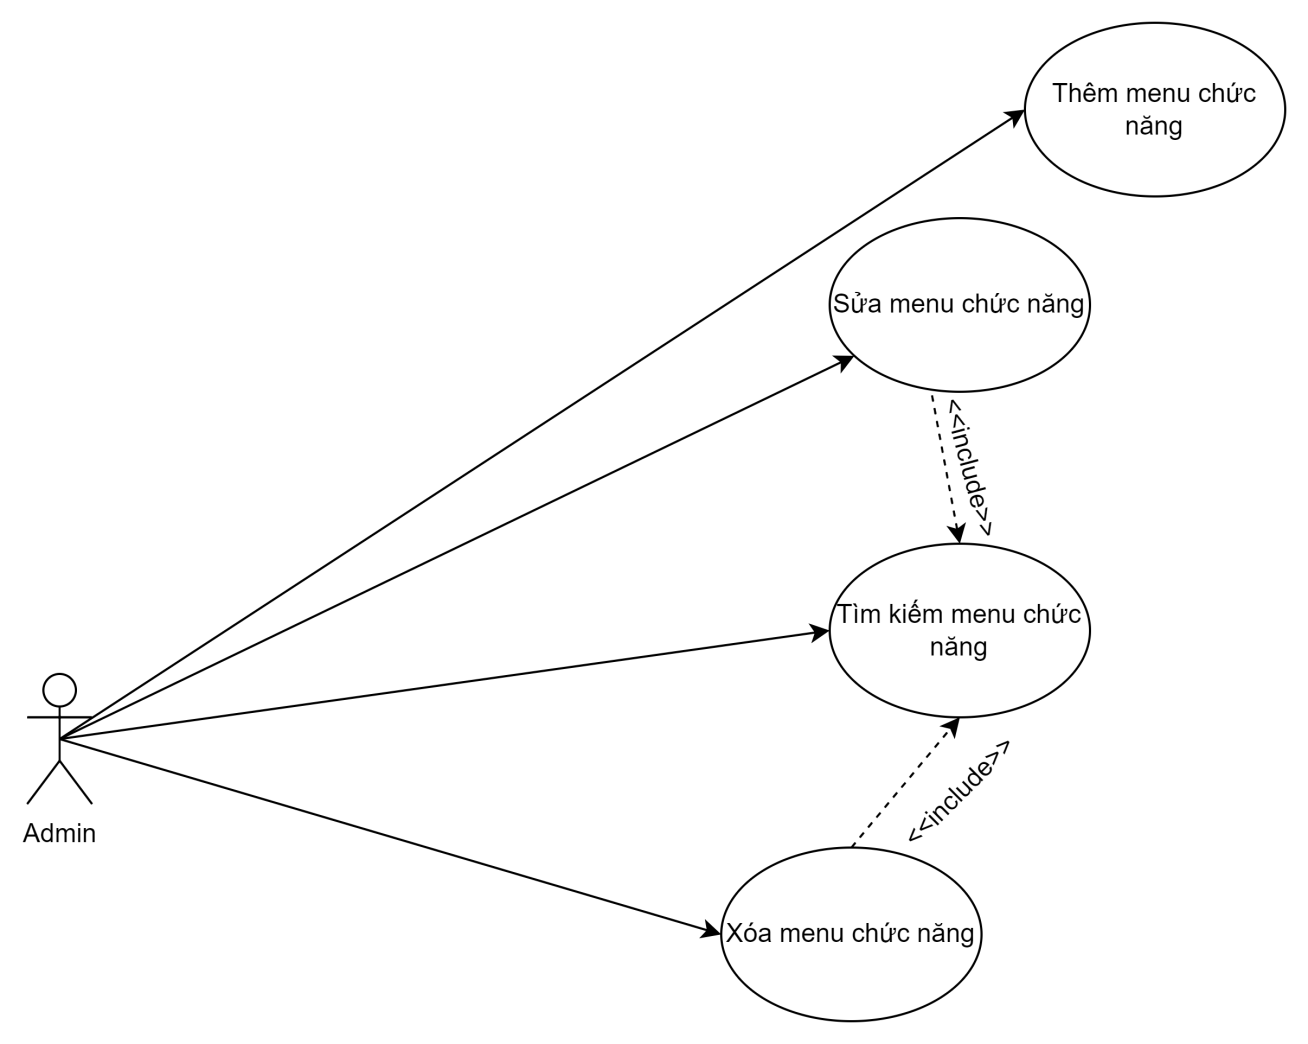 Thêm menu chức
năng
Sửa menu chức năng
<<include>>
Tìm kiếm menu chức
năng
<<include>>
Admin
Xóa menu chức năng